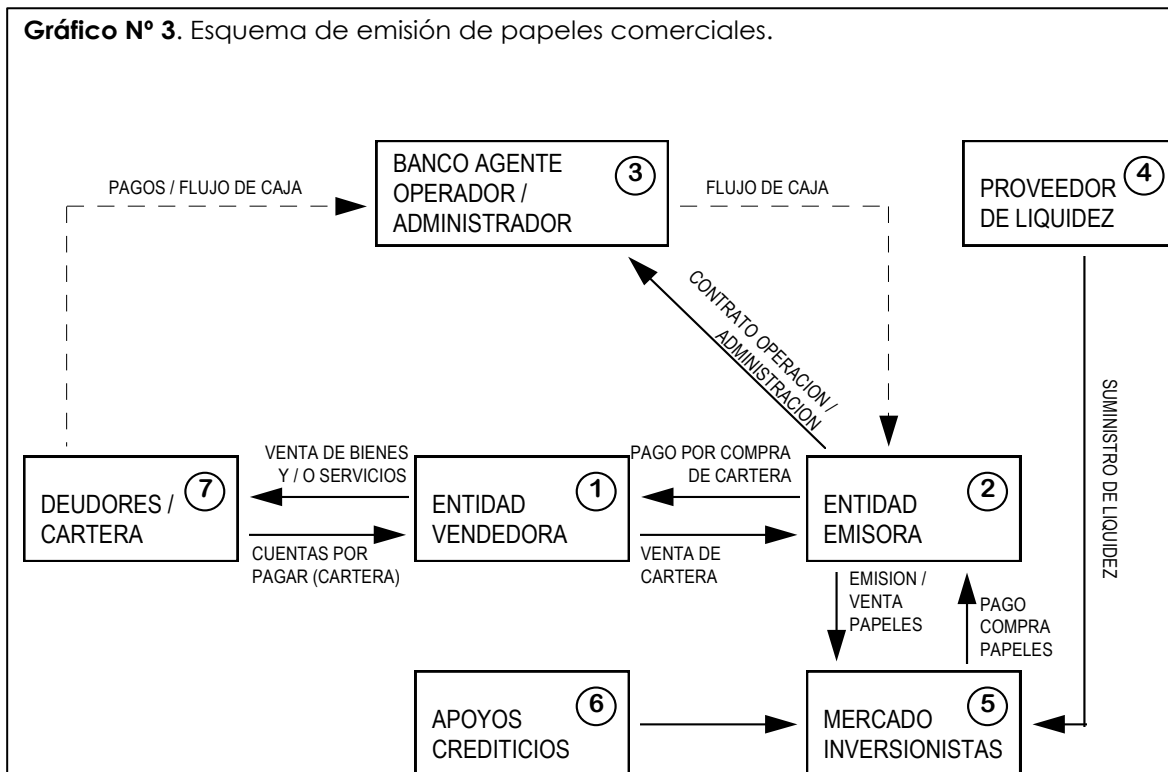 Gráfico Nº 3. Esquema de emisión de papeles comerciales.
BANCO AGENTE
OPERADOR /
ADMINISTRADOR
3
PROVEEDOR
DE LIQUIDEZ
4
PAGOS / FLUJO DE CAJA
FLUJO DE CAJA
CONTRATO OPERACION /
ADMINISTRACION
SUMINISTRO DE LIQUIDEZ
VENTA DE BIENES
Y / O SERVICIOS
PAGO POR COMPRA
DE CARTERA
DEUDORES /
CARTERA
7
ENTIDAD
VENDEDORA
1
ENTIDAD
EMISORA
2
CUENTAS POR
PAGAR (CARTERA)
VENTA DE
CARTERA
EMISION /
VENTA
PAPELES
PAGO
COMPRA
PAPELES
APOYOS
CREDITICIOS
6
MERCADO
INVERSIONISTAS
5